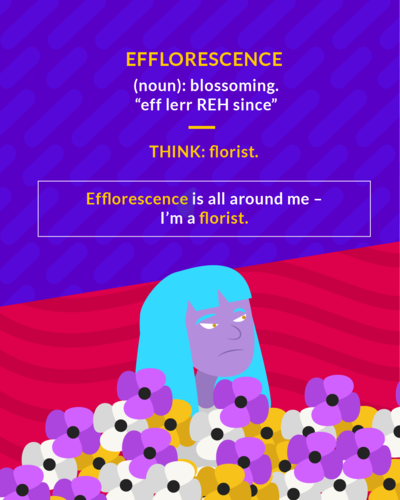 EFFLORESCENCE
(noun): blossoming.
“eff lerr REH since”
THINK: florist.
Efflorescence is all around me –
I’m a florist.